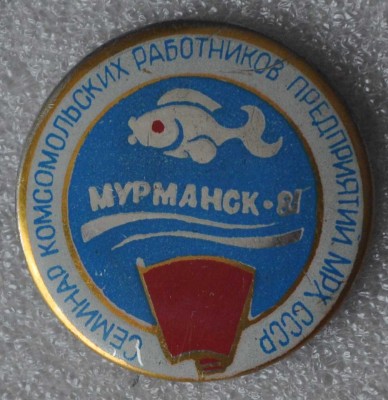 СЕМИНАР КОМСОМОЛЬСКИХ РАБОТНИКОВ ПРЕДПРИЯТИЙ МРХ СССР
МУРМАНСК·81